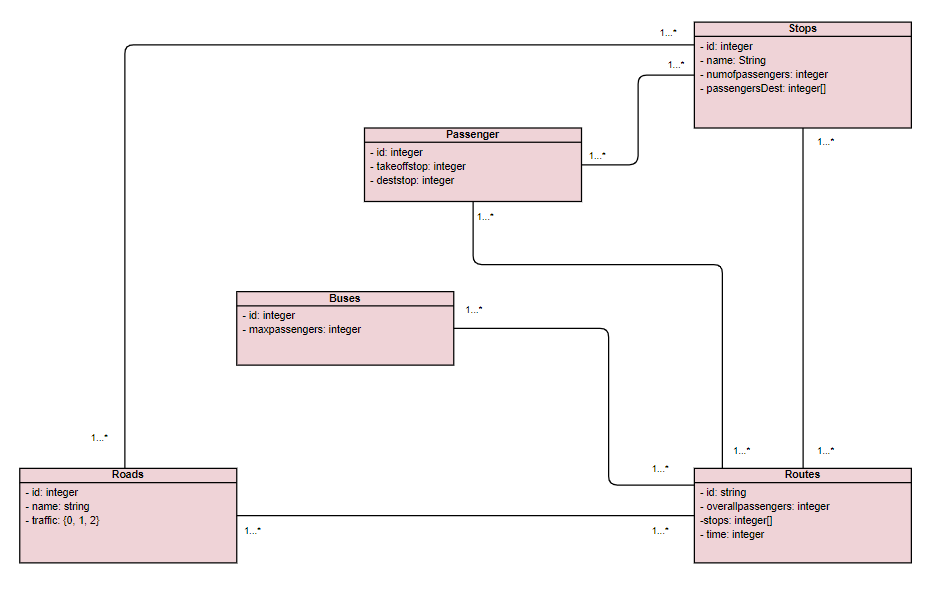 Stops
1...*
- id: integer
- name: String
1...*
- numofpassengers: integer
- passengersDest: integer[]
Passenger
1...*
- id: integer
1...*
- takeoffstop: integer
- deststop: integer
1...*
Buses
1...*
- id: integer
- maxpassengers: integer
1...*
1...*
1...*
1...*
Roads
Routes
- id: integer
- name: string
- traffic: {0, 1, 2}
- id: string
- overallpassengers: integer
-stops: integer[]
- time: integer
1...*
1...*